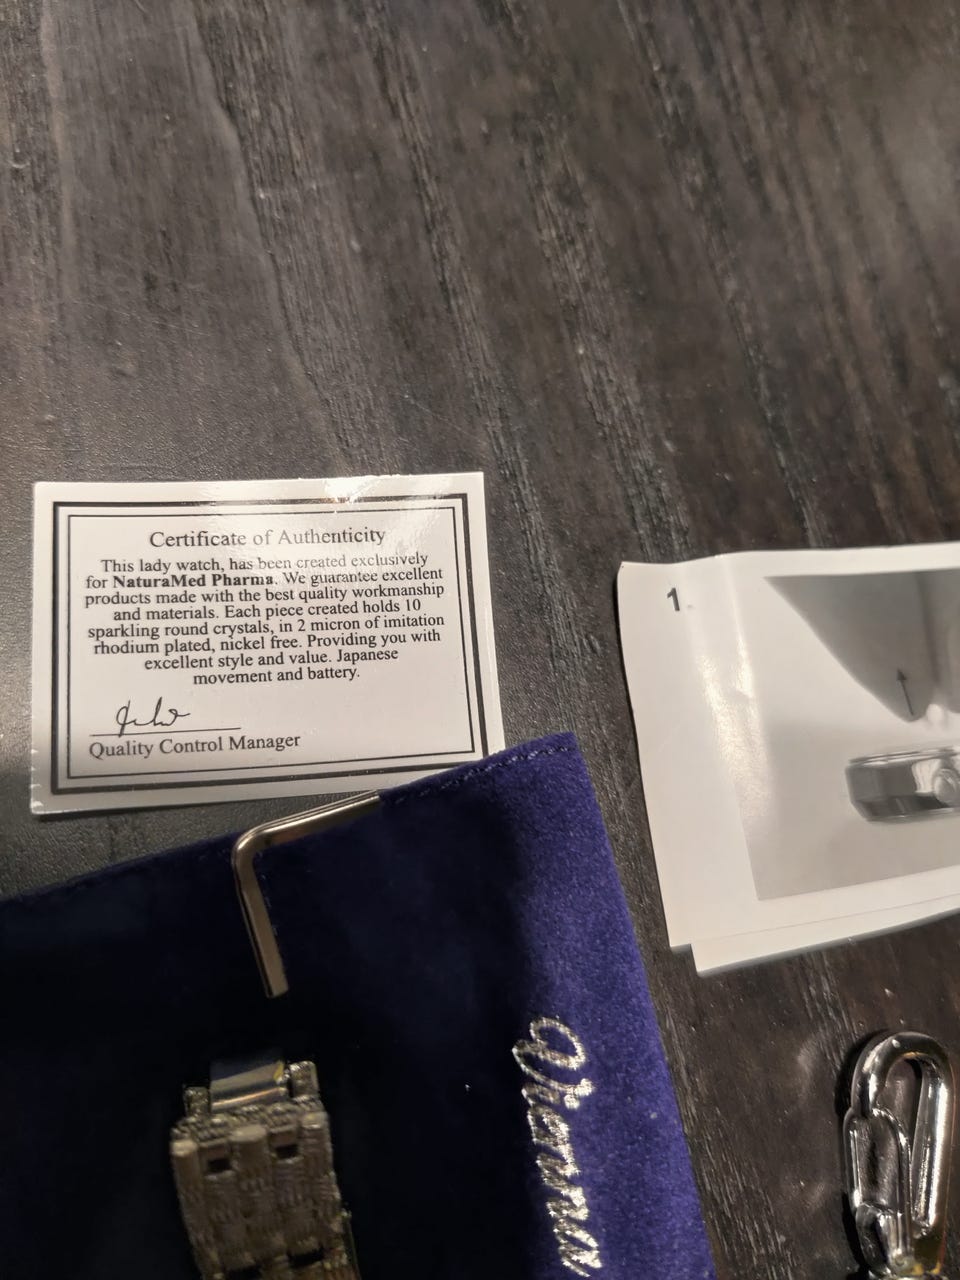 Certificate of Authenticity
This lady watch, has been created exclusively
for NaturaMed Pharma. We guarantee excellent
products made with the best quality workmanship
and materials. Each piece created holds 10
sparkling round crystals, in 2 micron of imitation
rhodium plated, nickel free. Providing you with
excellent style and value. Japanese
movement and battery.
Quality Control Manager
1.
Vienna